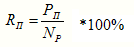 R_П = P_П / N_P *100%